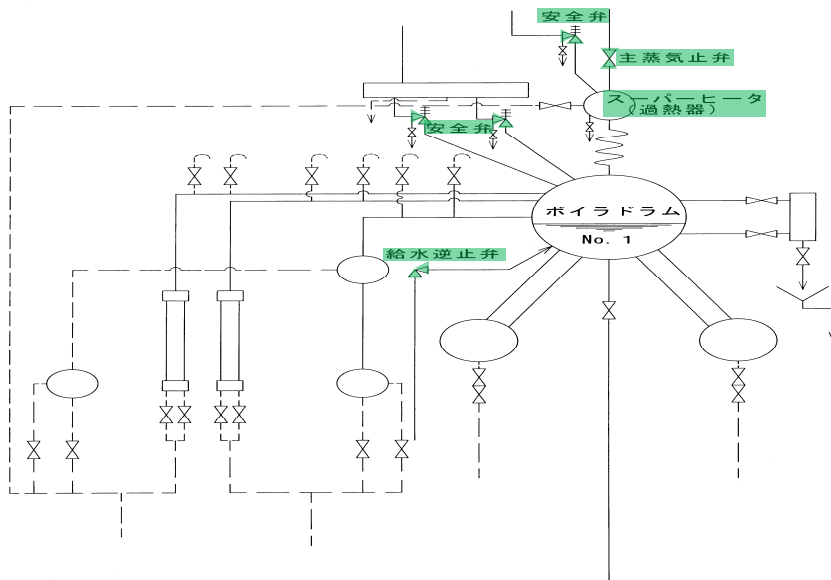 安全弁
主蒸気止弁
スーパーヒータ
(過熱器)
安全弁
ボイラドラム
No. 1
給水逆止弁